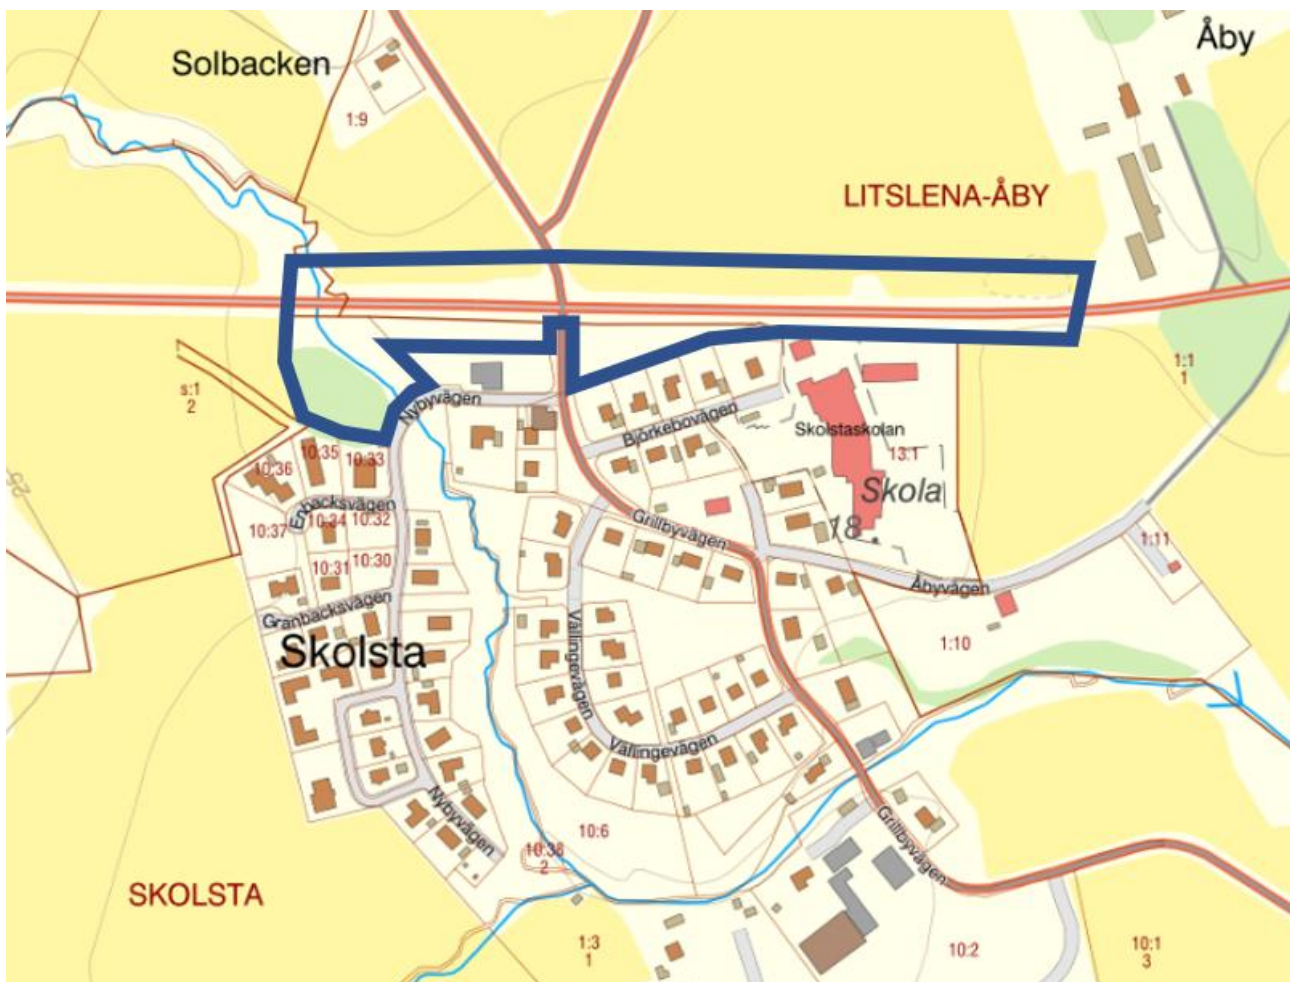 Åby
Solbacken
1:9
LITSLENA-ÅBY
s:1
2
1:1
1
Nybyvägen
Björkebovägen
Skolstaskolan
13:1
Skola
18
10:36
10:35
10:33
25
Enbacksvägen
10:34
10:32
10:37
10:31
10:30
Grillbyvägen
1:11
Åbyvägen
Granbacksvägen
Skolsta
Vällingevägen
1:10
Vällingevägen
Nybyvägen
10:6
Grillbyvägen
10:38
2
SKOLSTA
1:3
1
10:2
10:1
3